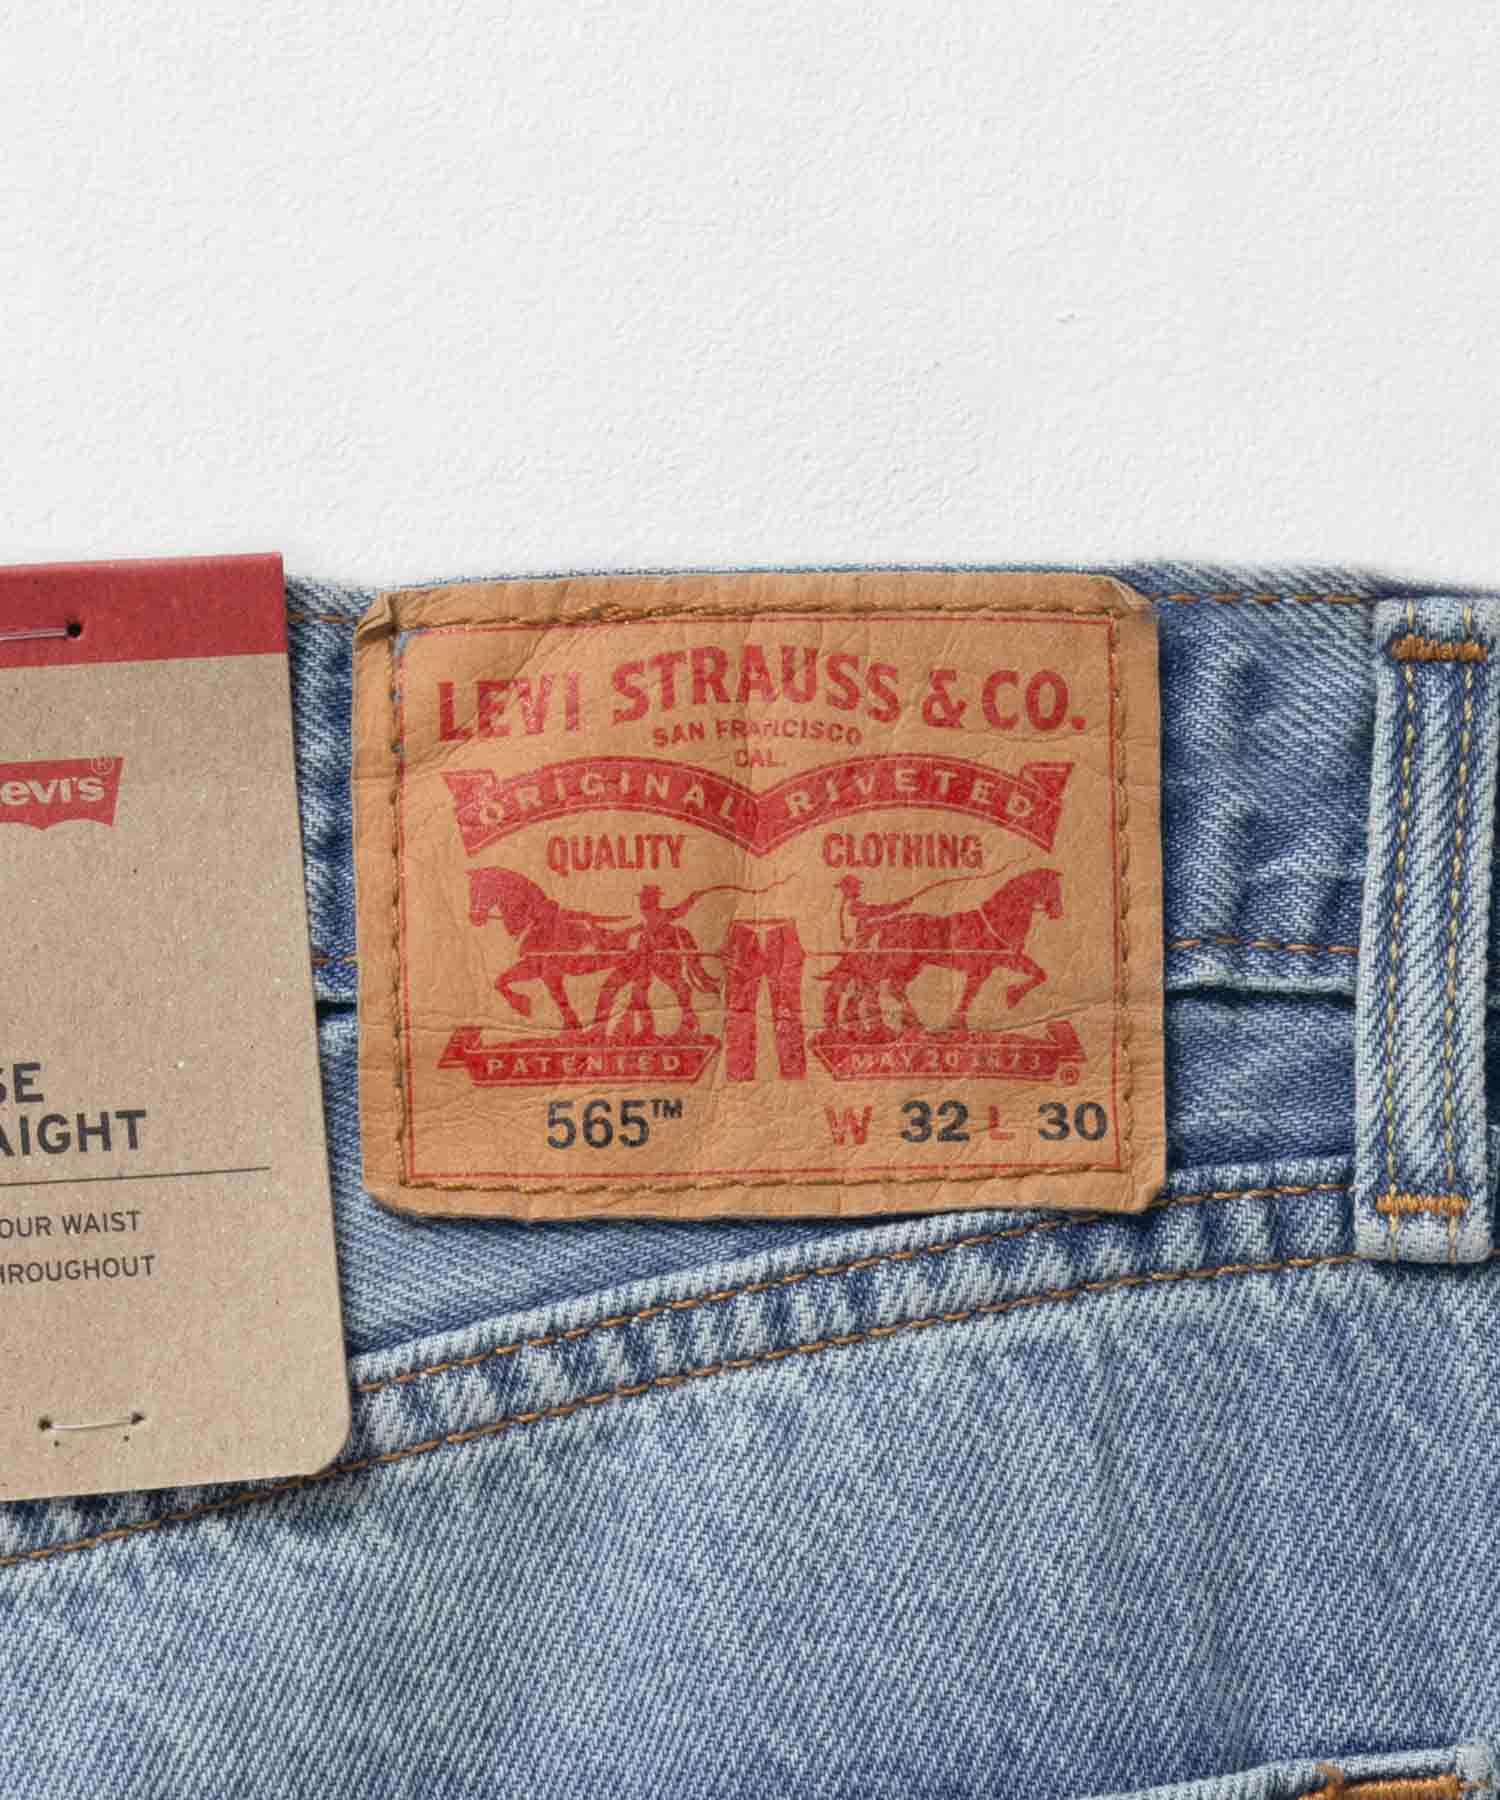 LEVI STRAUSS & CO.
SAN FRANCISCO
CAL.
ORIGINAL RIVETED
QUALITY CLOTHING
PATENTED MAY 20 1873 ®
565™ W 32 L 30
evi's®
SE
AIGHT
OUR WAIST
HROUGHOUT